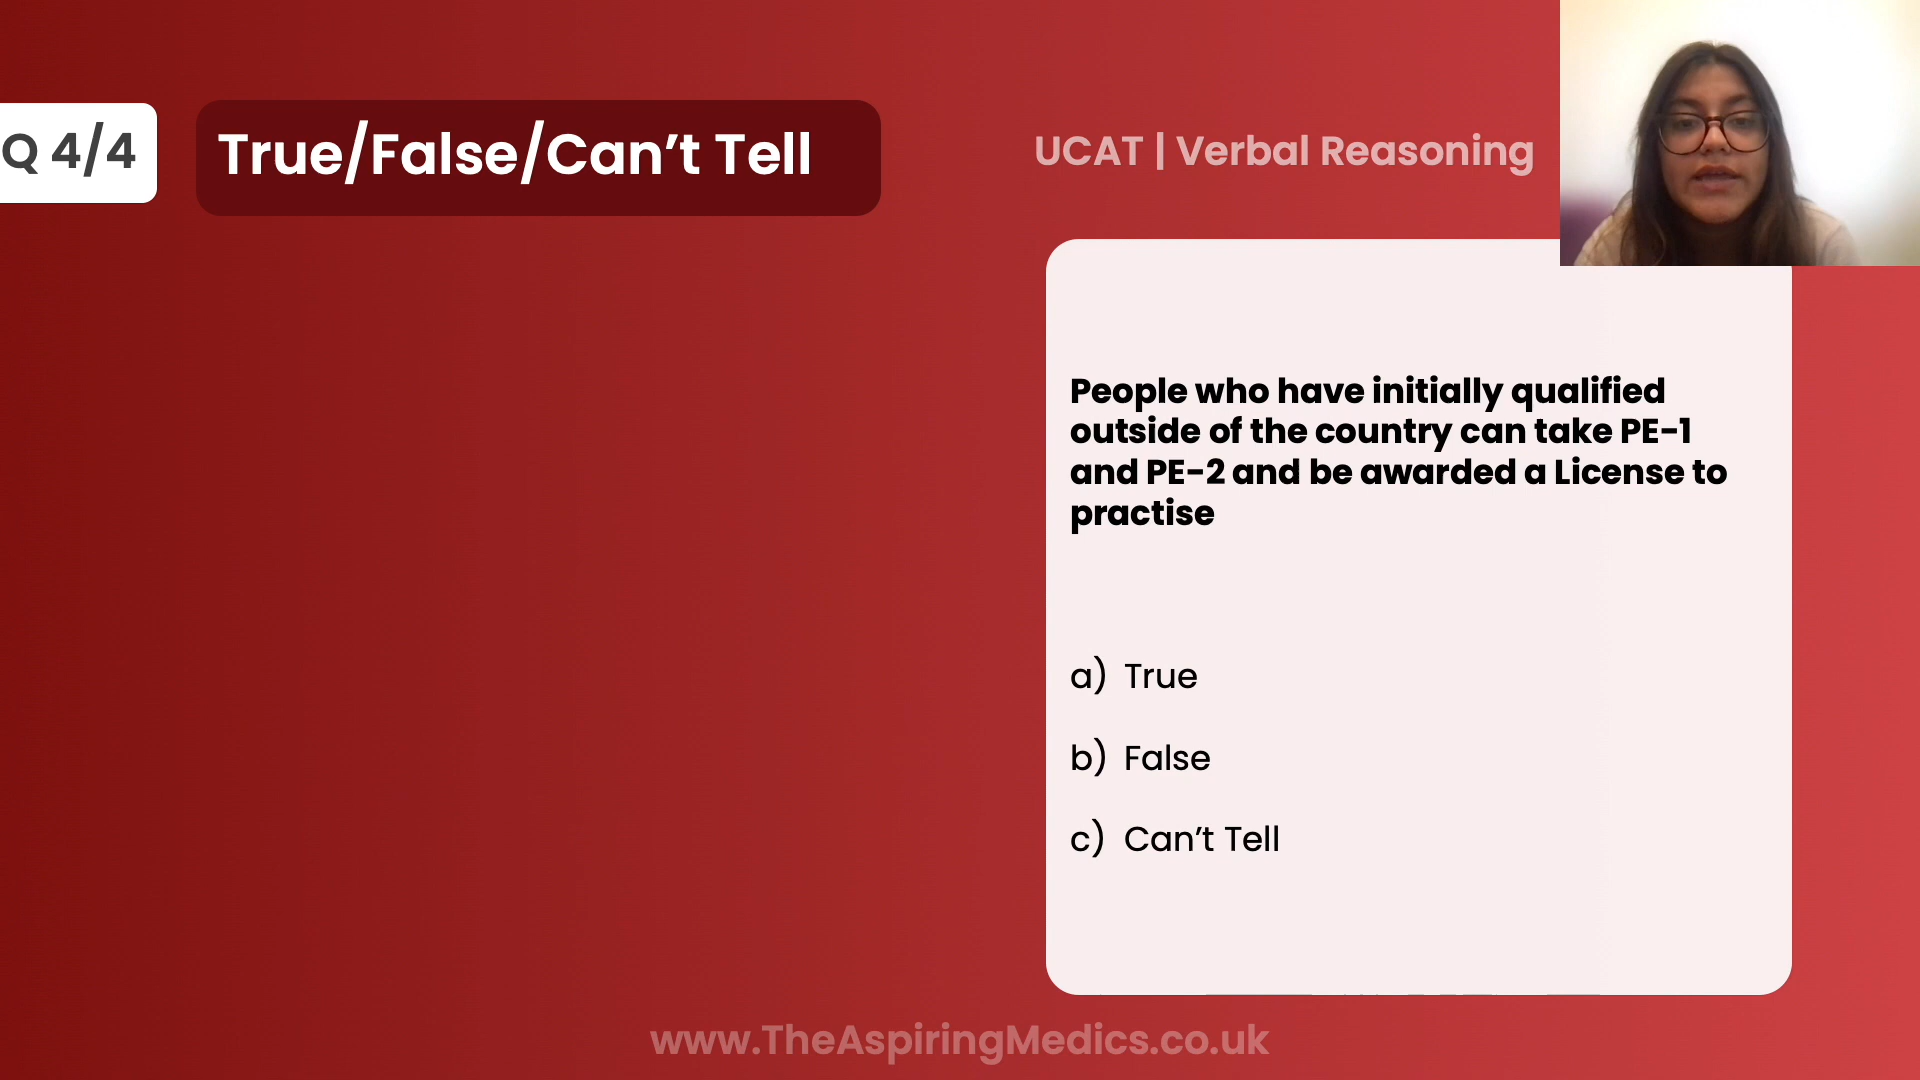 Q 4/4
True/False/Can’t Tell
UCAT | Verbal Reasoning
People who have initially qualified
outside of the country can take PE-1
and PE-2 and be awarded a License to
practise
a) True
b) False
c) Can’t Tell
www.TheAspiringMedics.co.uk